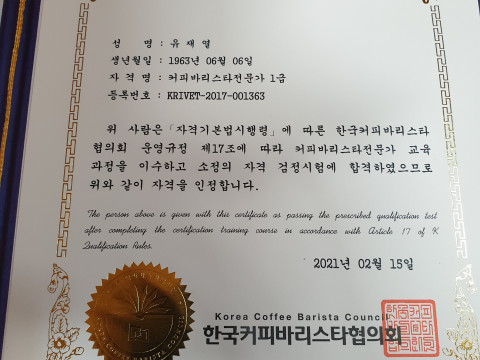 성 명 : 유재열
생년월일 : 1963년 06월 06일
자 격 명 : 커피바리스타전문가 1급
등록번호 : KRIVET-2017-001363
위 사람은 「자격기본법시행령」에 따른 한국커피바리스타
협의회 운영규정 제17조에 따라 커피바리스타전문가 교육
과정을 이수하고 소정의 자격 검정시험에 합격하였으므로
위와 같이 자격을 인정합니다.
The person above is given with this certificate as passing the prescribed qualification test
after completing the certification training course in accordance with Article 17 of K
Qualification Rules.
2021년 02월 15일
Korea Coffee Barista Council
한국커피바리스타협의회